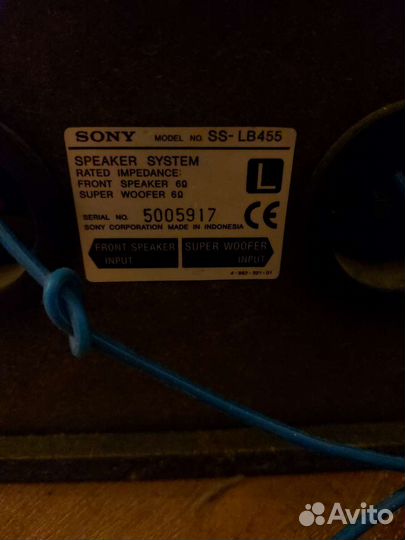 SONY MODEL NO. SS-LB455
SPEAKER SYSTEM
RATED IMPEDANCE:
FRONT SPEAKER 6Ω
SUPER WOOFER 6Ω
L
SERIAL NO. 5005917 CE
SONY CORPORATION MADE IN INDONESIA
FRONT SPEAKER SUPER WOOFER
INPUT INPUT
Avito